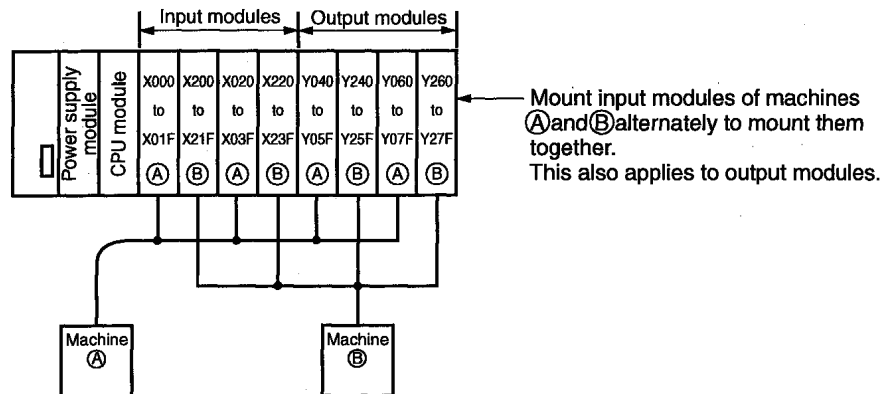 Input modules Output modules
Power supply module
CPU module
X000 X200 X020 X220 Y040 Y240 Y060 Y260
to to to to to to to to
X01F X21F X03F X23F Y05F Y25F Y07F Y27F
Ⓐ Ⓑ Ⓐ Ⓑ Ⓐ Ⓑ Ⓐ Ⓑ
Mount input modules of machines
ⒶandⒷalternately to mount them
together.
This also applies to output modules.
Machine
Ⓐ
Machine
Ⓑ